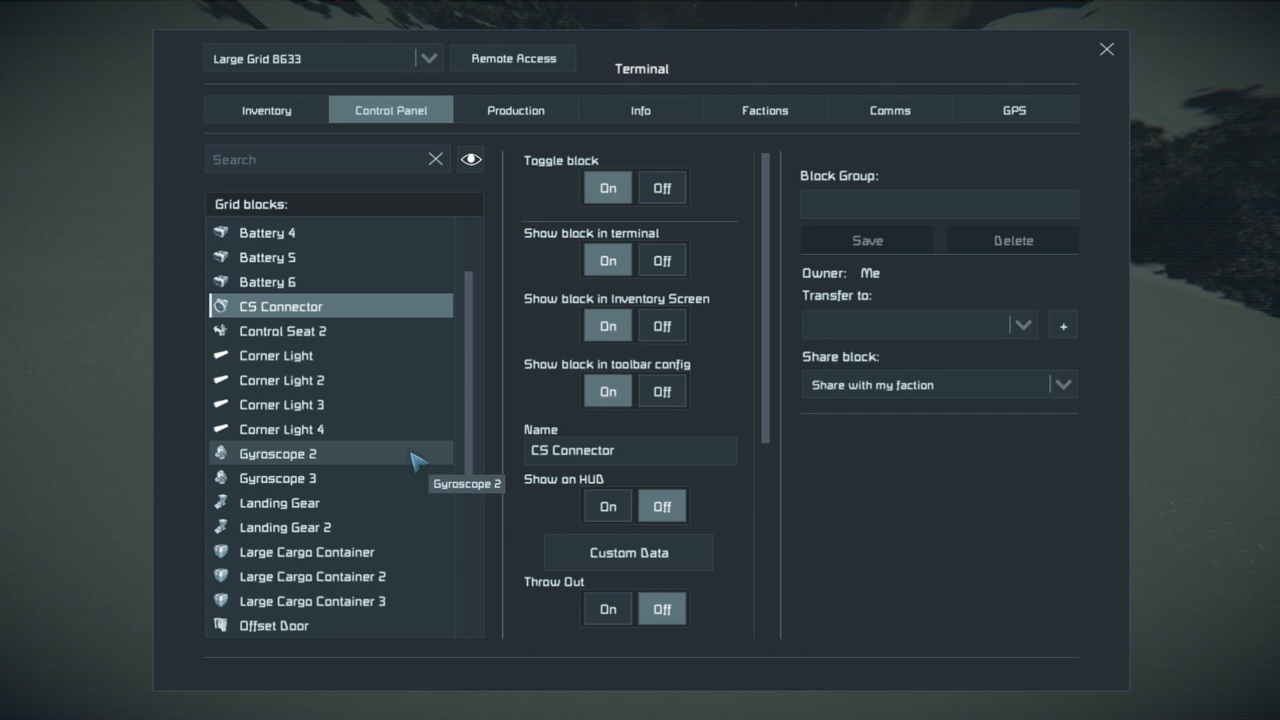 Large Grid 8633
Remote Access
Terminal
Inventory
Control Panel
Production
Info
Factions
Comms
GPS
Search
Grid blocks:
Battery 4
Battery 5
Battery 6
CS Connector
Control Seat 2
Corner Light
Corner Light 2
Corner Light 3
Corner Light 4
Gyroscope 2
Gyroscope 3
Landing Gear
Landing Gear 2
Large Cargo Container
Large Cargo Container 2
Large Cargo Container 3
Offset Door
Gyroscope 2
Toggle block
On Off
Show block in terminal
On Off
Show block in Inventory Screen
On Off
Show block in toolbar config
On Off
Name
CS Connector
Show on HUD
On Off
Custom Data
Throw Out
On Off
Block Group:
Save Delete
Owner: Me
Transfer to:
+
Share block:
Share with my faction